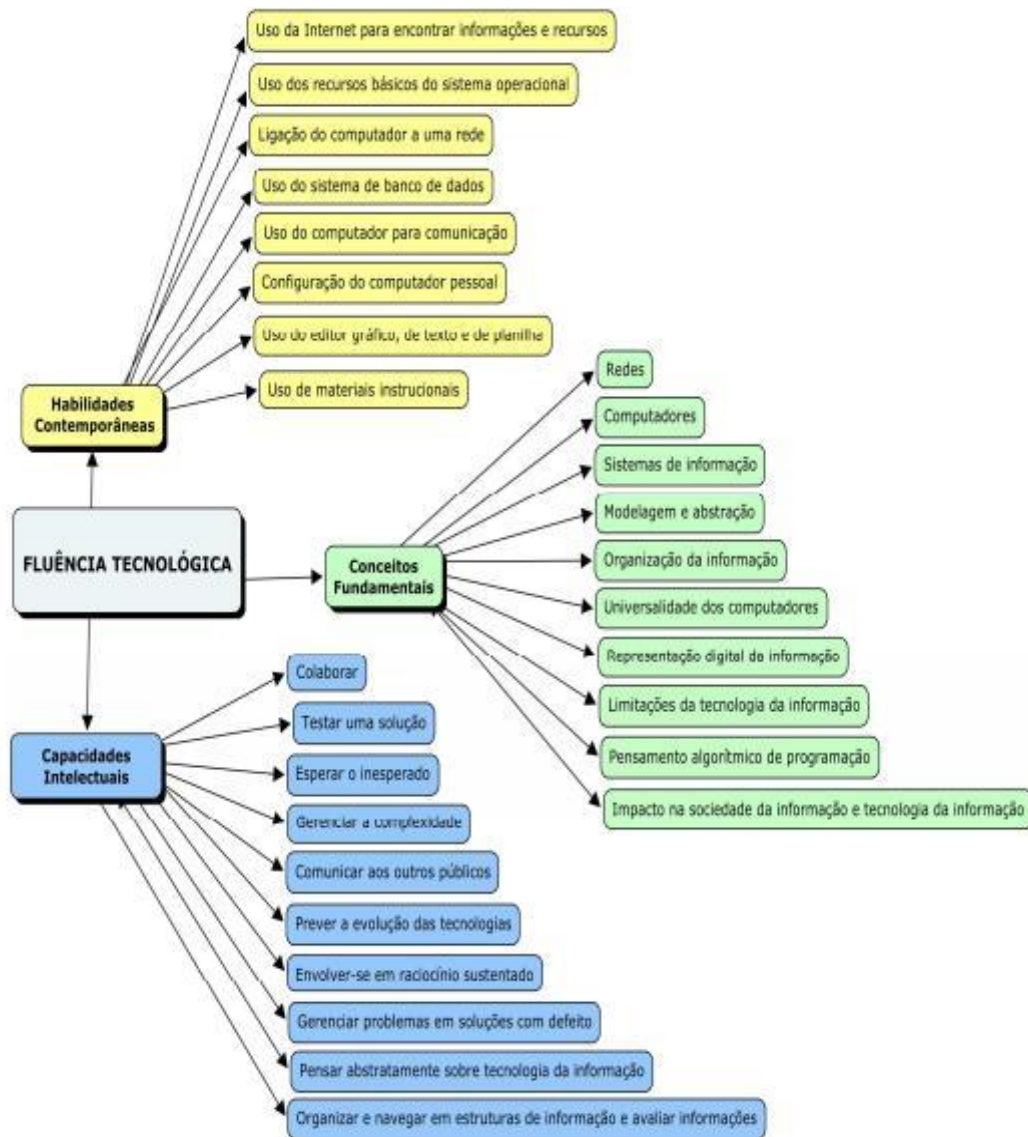 Uso da Internet para encontrar informações e recursos
Uso dos recursos básicos do sistema operacional
Ligação do computador a uma rede
Uso do sistema de banco de dados
Uso do computador para comunicação
Configuração do computador pessoal
Uso do editor gráfico, de texto e de planilha
Uso de materiais instrucionais
Habilidades
Contemporâneas
FLUÊNCIA TECNOLÓGICA
Conceitos
Fundamentais
Redes
Computadores
Sistemas de informação
Modelagem e abstração
Organização da informação
Universalidade dos computadores
Representação digital da informação
Limitações da tecnologia da informação
Pensamento algorítmico de programação
Impacto na sociedade da informação e tecnologia da informação
Capacidades
Intelectuais
Colaborar
Testar uma solução
Esperar o inesperado
Gerenciar a complexidade
Comunicar aos outros públicos
Prever a evolução das tecnologias
Envolver-se em raciocínio sustentado
Gerenciar problemas em soluções com defeito
Pensar abstratamente sobre tecnologia da informação
Organizar e navegar em estruturas de informação e avaliar informações